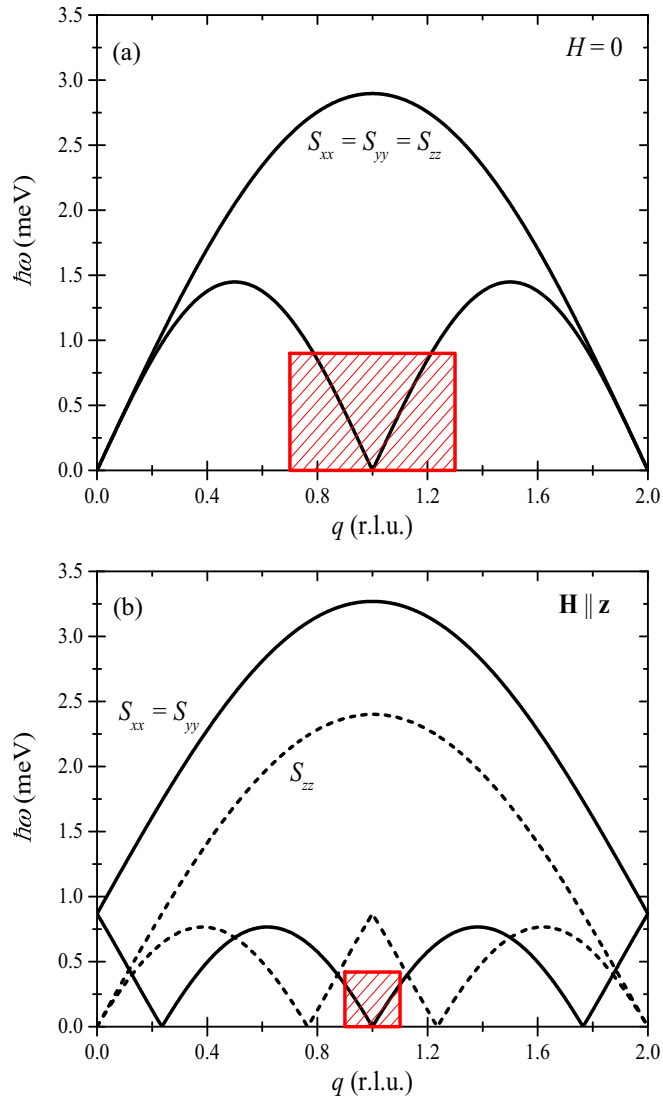 (a)
H = 0
3.5
3.0
S_xx = S_yy = S_zz
2.5
2.0
ħω (meV)
1.5
1.0
0.5
0.0
0.0 0.4 0.8 1.2 1.6 2.0
q (r.l.u.)
(b)
H ∥ z
3.5
3.0
2.5
S_xx = S_yy
2.0
S_zz
ħω (meV)
1.5
1.0
0.5
0.0
0.0 0.4 0.8 1.2 1.6 2.0
q (r.l.u.)